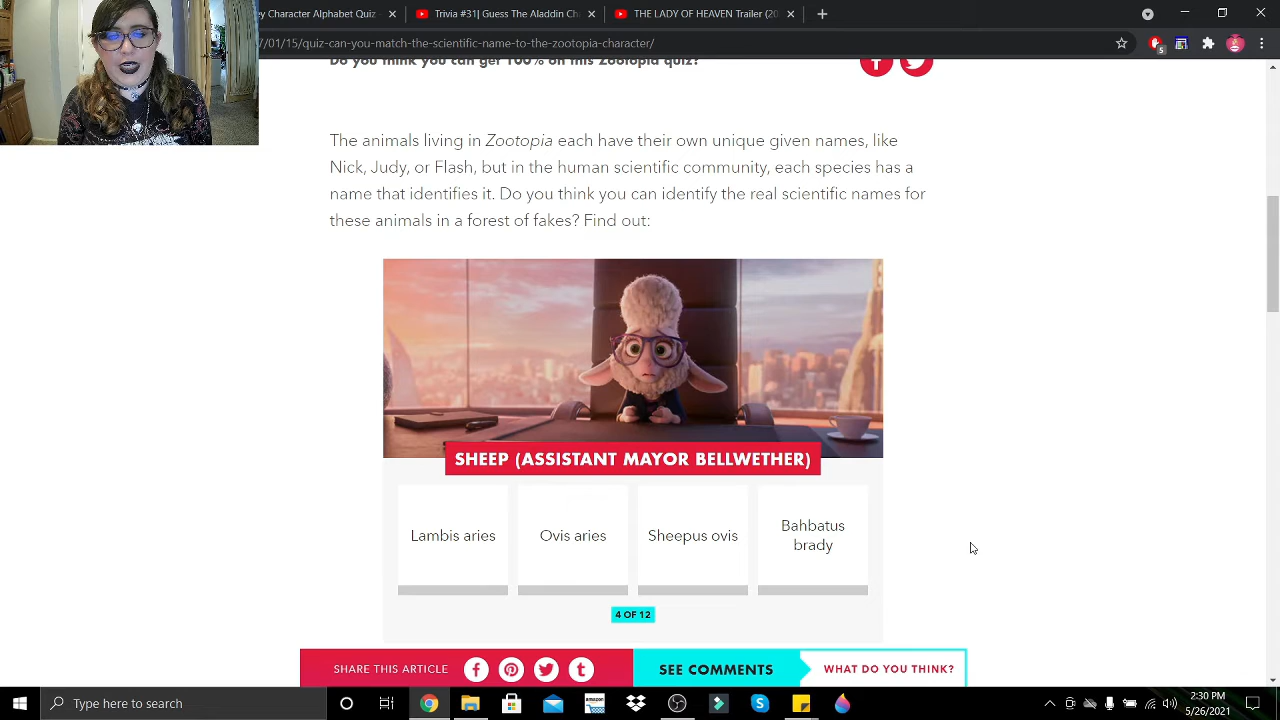 ey Character Alphabet Quiz
Trivia #31| Guess The Aladdin Ch
THE LADY OF HEAVEN Trailer (20
/01/15/quiz-can-you-match-the-scientific-name-to-the-zootopia-character/
5
Do you think you can get 100% on this Zootopia quiz?
The animals living in Zootopia each have their own unique given names, like
Nick, Judy, or Flash, but in the human scientific community, each species has a
name that identifies it. Do you think you can identify the real scientific names for
these animals in a forest of fakes? Find out:
SHEEP (ASSISTANT MAYOR BELLWETHER)
Lambis aries
Ovis aries
Sheepus ovis
Bahbatus
brady
4 OF 12
SHARE THIS ARTICLE
SEE COMMENTS
WHAT DO YOU THINK?
Type here to search
amazon
2:30 PM
5/26/2021